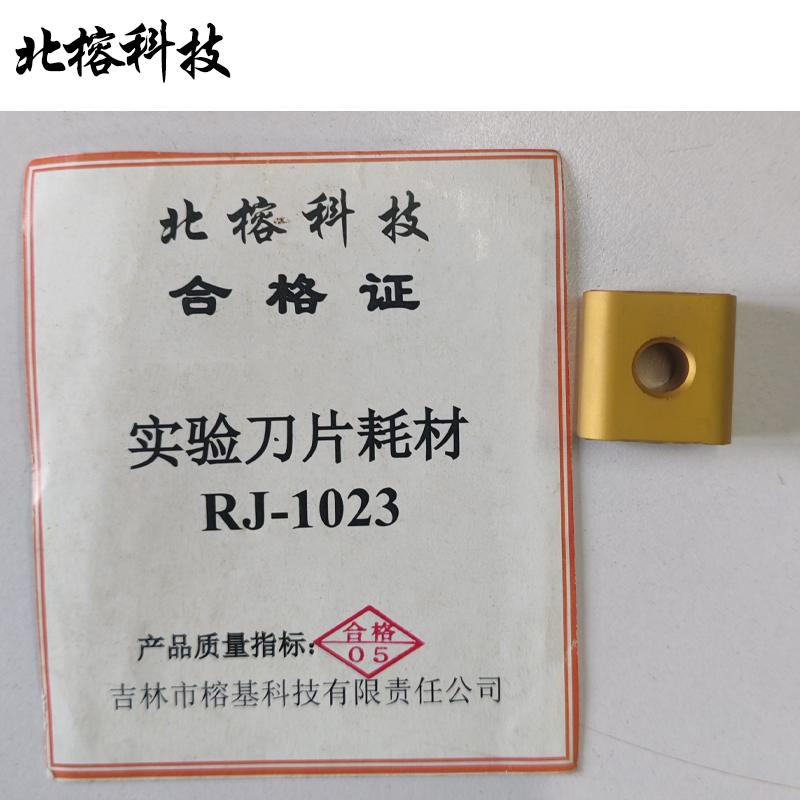 北榕科技
北榕科技
合格证
实验刀片耗材
RJ-1023
产品质量指标：
合格
05
吉林市榕基科技有限责任公司